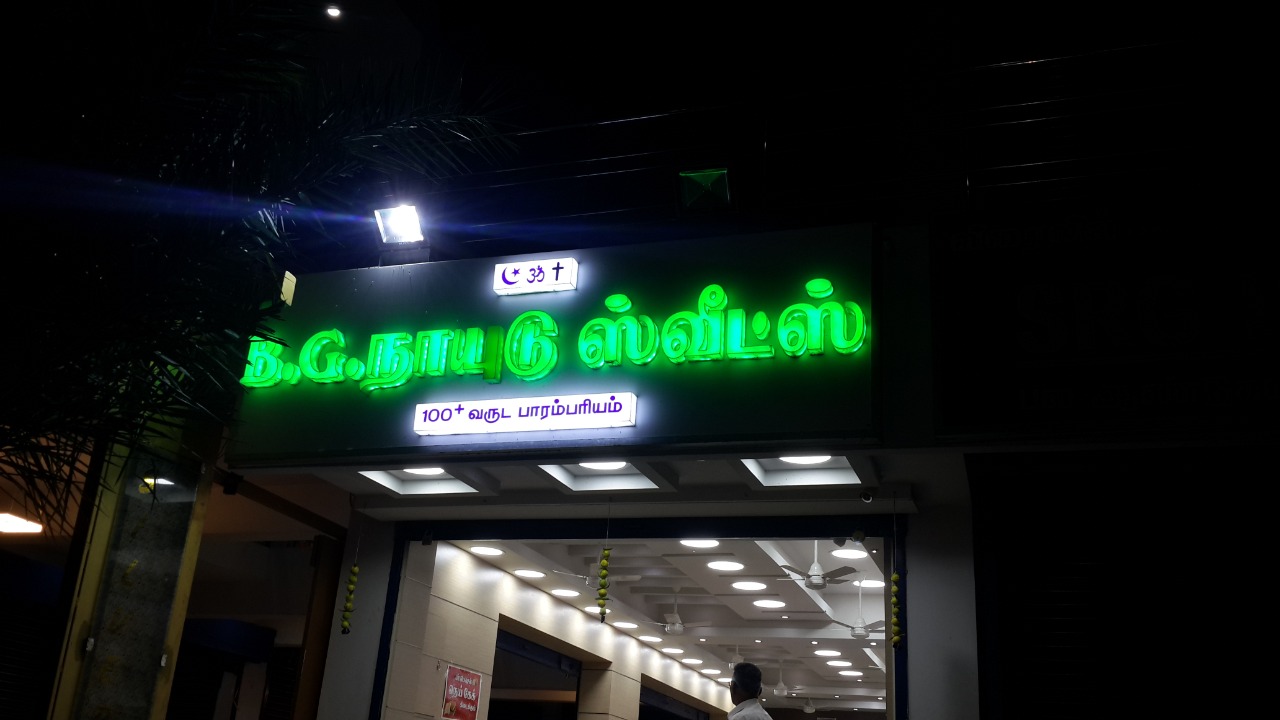 ௐ
க.G.நாயுடு ஸ்வீட்ஸ்
100+ வருட பாரம்பரியம்
நெய் கேக்